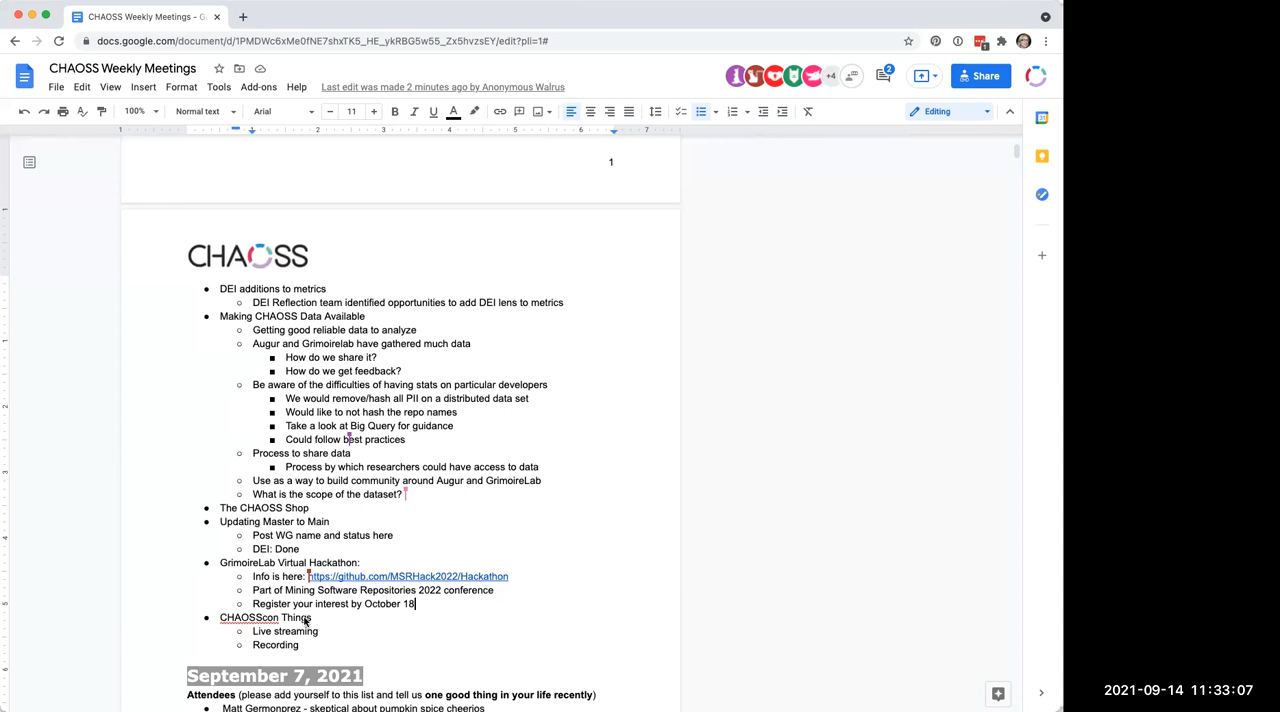 CHAOSS Weekly Meetings - G
docs.google.com/document/d/1PMDWc6xMe0fNE7shxTK5_HE_ykRBG5w55_Zx5hvzsEY/edit?pli=1#
1
CHAOSS Weekly Meetings
+4
2
Share
File Edit View Insert Format Tools Add-ons Help Last edit was made 2 minutes ago by Anonymous Walrus
100% Normal text Arial 11 B I U A Editing
1 1 2 3 4 5 6 7
1
CHAOSS
DEI additions to metrics
DEI Reflection team identified opportunities to add DEI lens to metrics
Making CHAOSS Data Available
Getting good reliable data to analyze
Augur and Grimoirelab have gathered much data
How do we share it?
How do we get feedback?
Be aware of the difficulties of having stats on particular developers
We would remove/hash all PII on a distributed data set
Would like to not hash the repo names
Take a look at Big Query for guidance
Could follow best practices
Process to share data
Process by which researchers could have access to data
Use as a way to build community around Augur and GrimoireLab
What is the scope of the dataset?
The CHAOSS Shop
Updating Master to Main
Post WG name and status here
DEI: Done
GrimoireLab Virtual Hackathon:
Info is here: https://github.com/MSRHack2022/Hackathon
Part of Mining Software Repositories 2022 conference
Register your interest by October 18
CHAOSScon Things
Live streaming
Recording
September 7, 2021
Attendees (please add yourself to this list and tell us one good thing in your life recently)
Matt Germonprez - skeptical about pumpkin spice cheerios
2021-09-14 11:33:07